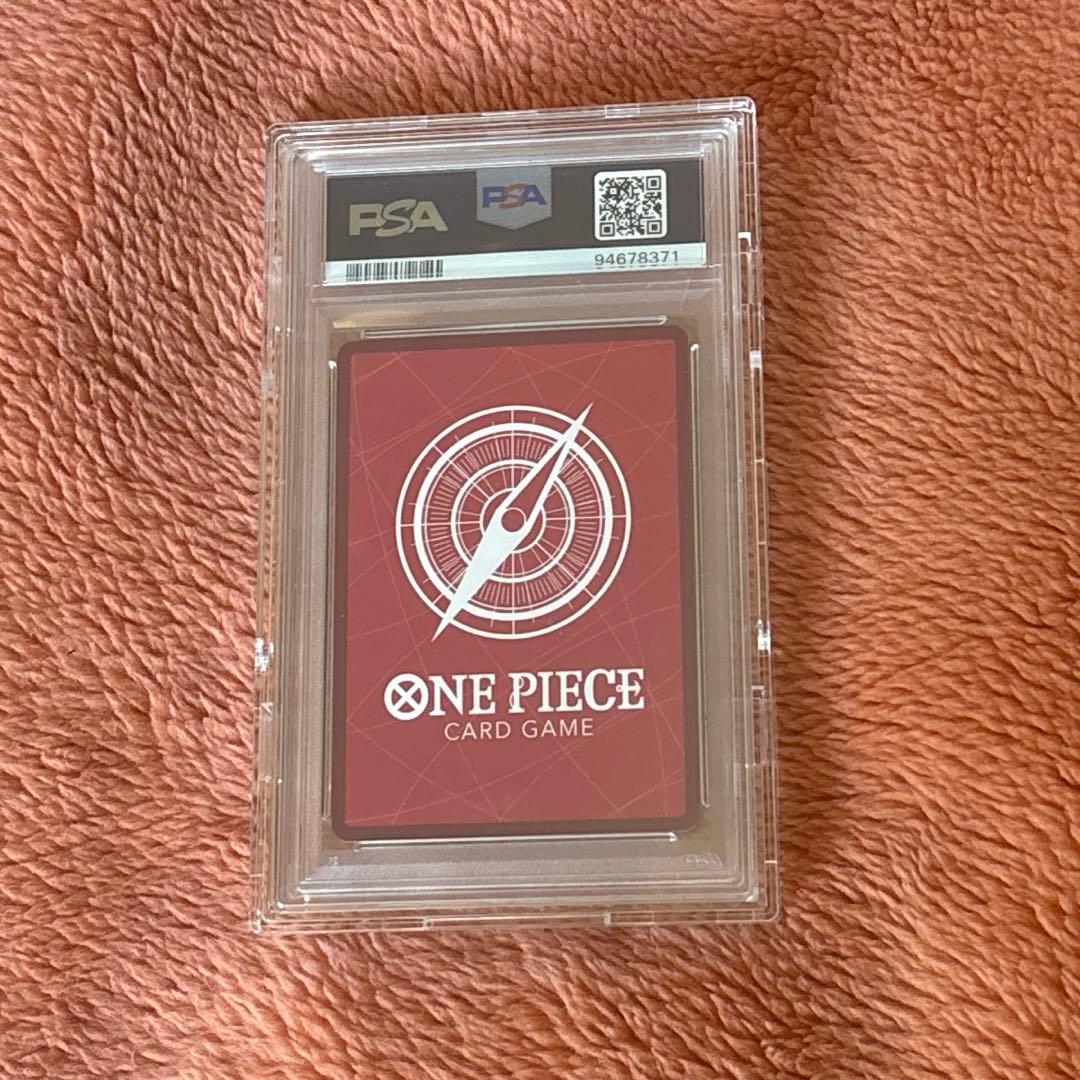 PSA
PSA
94678371
ONE PIECE
CARD GAME